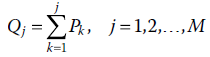 Q_j = \sum_{k=1}^{j} P_k, j = 1,2,…,M